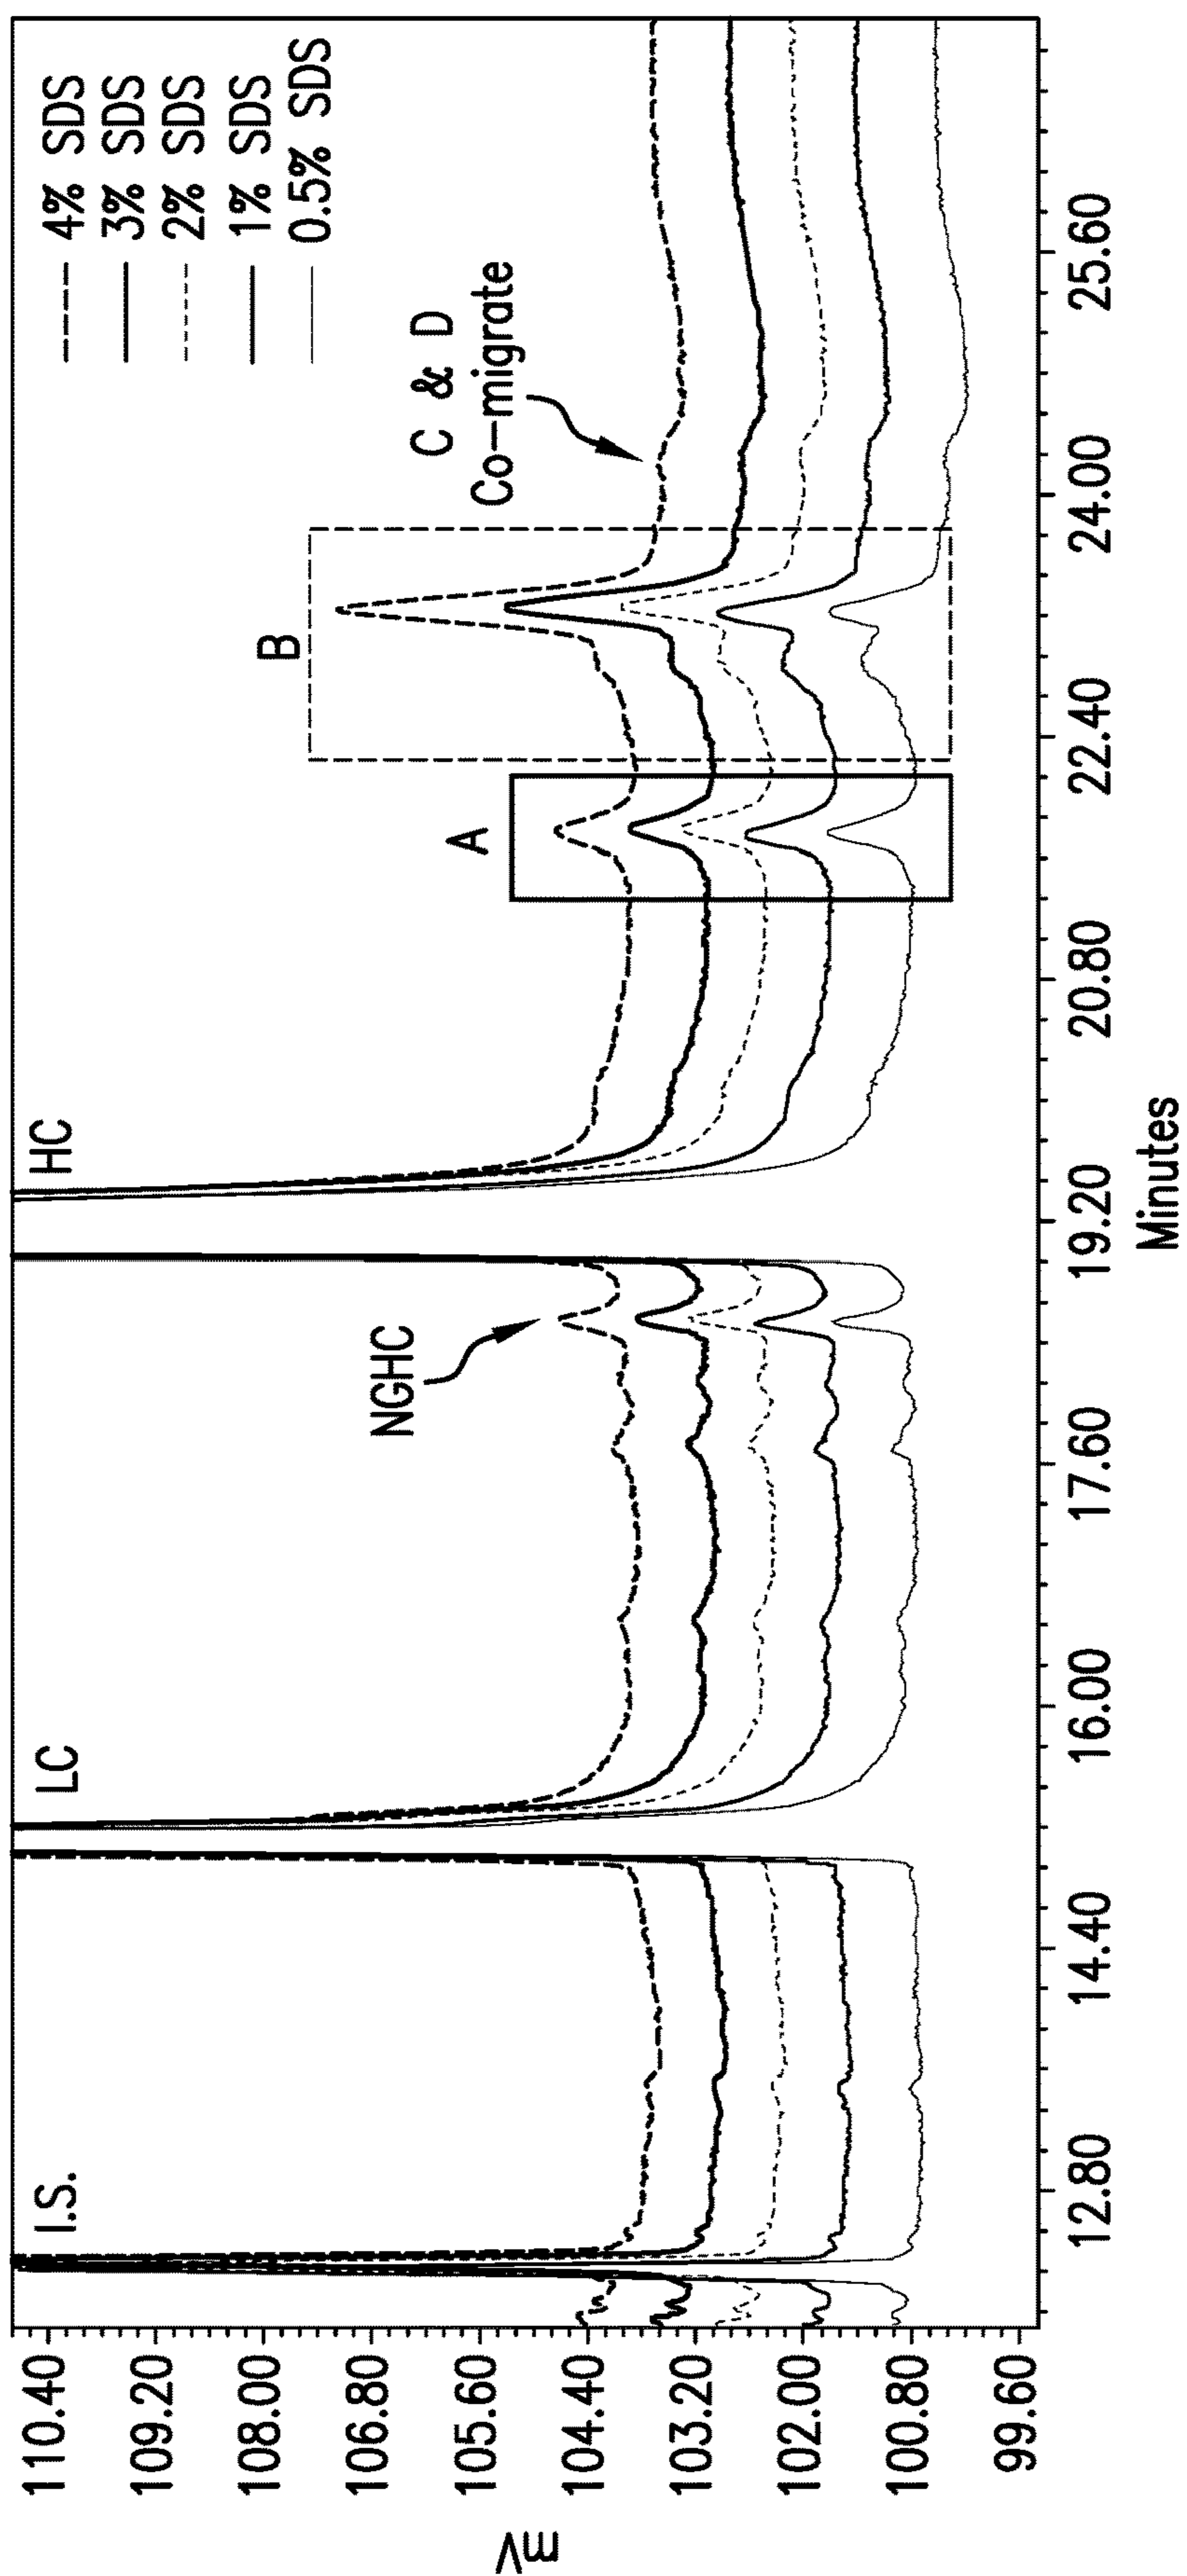 I.S.
LC
HC
4% SDS
3% SDS
2% SDS
1% SDS
0.5% SDS
NGHC
A
B
C & D
Co-migrate
mV
110.40
109.20
108.00
106.80
105.60
104.40
103.20
102.00
100.80
99.60
12.80
14.40
16.00
17.60
19.20
20.80
22.40
24.00
25.60
Minutes